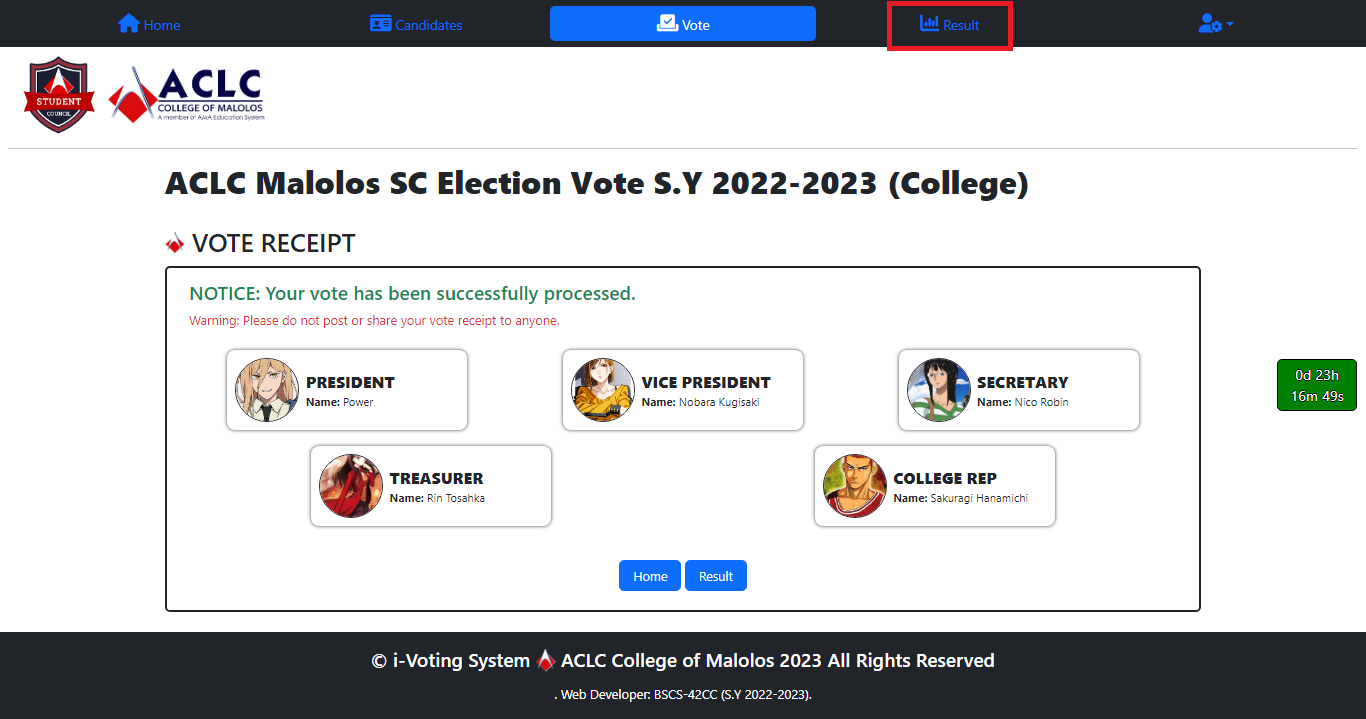 Home
Candidates
Vote
Result
STUDENT
COUNCIL
ACLC
COLLEGE OF MALOLOS
A member of AMA Education System
ACLC Malolos SC Election Vote S.Y 2022-2023 (College)
VOTE RECEIPT
NOTICE: Your vote has been successfully processed.
Warning: Please do not post or share your vote receipt to anyone.
PRESIDENT
Name: Power
VICE PRESIDENT
Name: Nobara Kugisaki
SECRETARY
Name: Nico Robin
0d 23h
16m 49s
TREASURER
Name: Rin Tosahka
COLLEGE REP
Name: Sakuragi Hanamichi
Home
Result
© i-Voting System ACLC College of Malolos 2023 All Rights Reserved
. Web Developer: BSCS-42CC (S.Y 2022-2023).